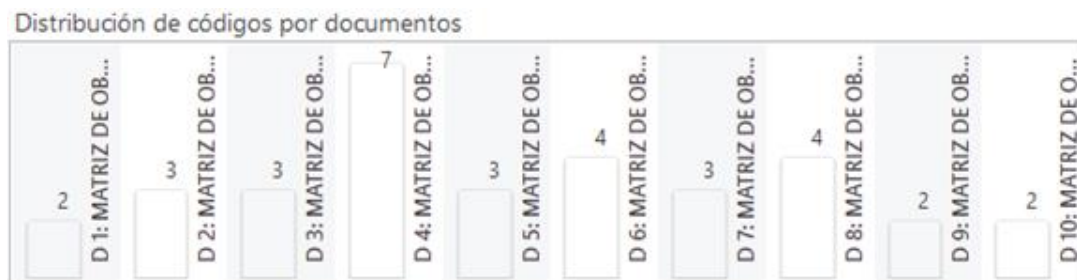 Distribución de códigos por documentos
2
D 1: MATRIZ DE OB...
3
D 2: MATRIZ DE OB...
3
D 3: MATRIZ DE OB...
7
D 4: MATRIZ DE OB...
3
D 5: MATRIZ DE OB...
4
D 6: MATRIZ DE OB...
3
D 7: MATRIZ DE OB...
4
D 8: MATRIZ DE OB...
2
D 9: MATRIZ DE OB...
2
D 10: MATRIZ DE O...